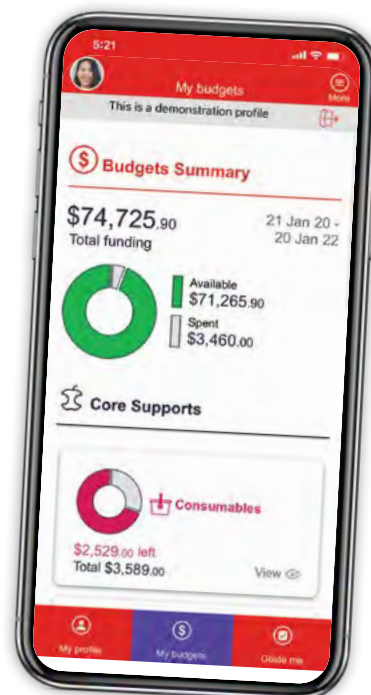 5:21
My budgets
More
This is a demonstration profile
$ Budgets Summary
$74,725.90
Total funding
21 Jan 20 -
20 Jan 22
Available
$71,265.90
Spent
$3,460.00
Core Supports
Consumables
$2,529.00 left
Total $3,589.00
View
My profile
$
My budgets
Guide me